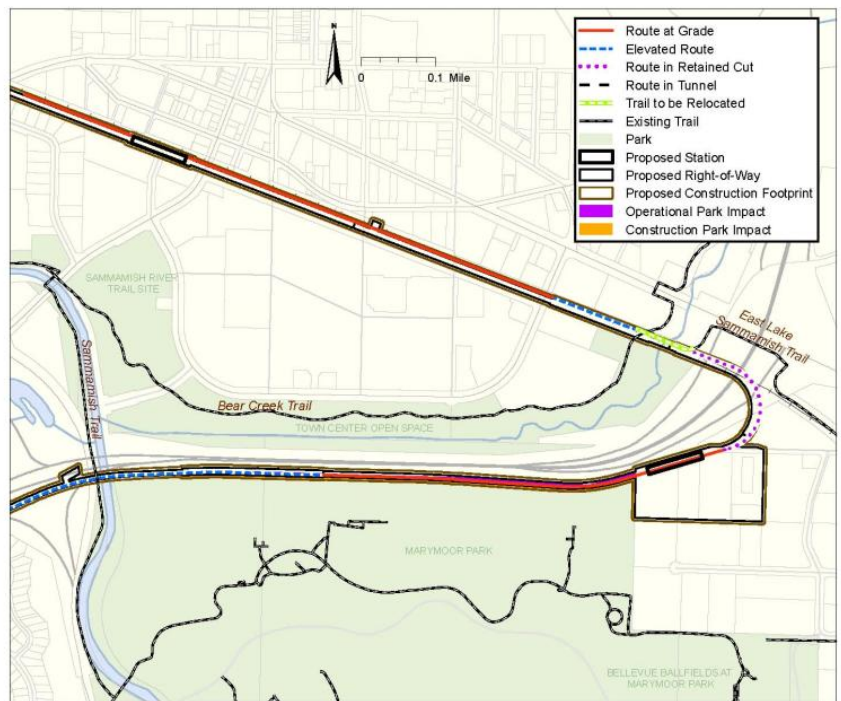 N
0 0.1 Mile
Route at Grade
Elevated Route
Route in Retained Cut
Route in Tunnel
Trail to be Relocated
Existing Trail
Park
Proposed Station
Proposed Right-of-Way
Proposed Construction Footprint
Operational Park Impact
Construction Park Impact
SAMMAMISH RIVER
TRAIL SITE
East Lake
Sammamish Trail
Sammamish Trail
Bear Creek Trail
TOWN CENTER OPEN SPACE
MARYMOOR PARK
BELLEVUE BALLFIELDS AT
MARYMOOR PARK